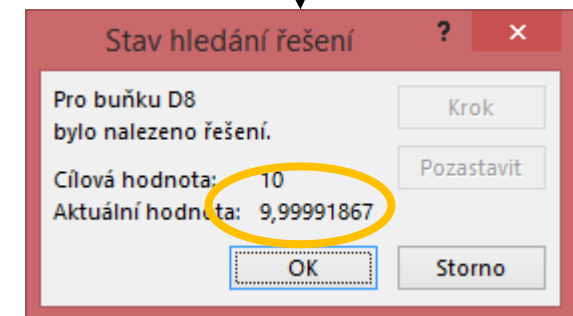 Stav hledání řešení
? ×
Pro buňku D8
bylo nalezeno řešení.
Cílová hodnota: 10
Aktuální hodnota: 9,99991867
Krok
Pozastavit
OK
Storno